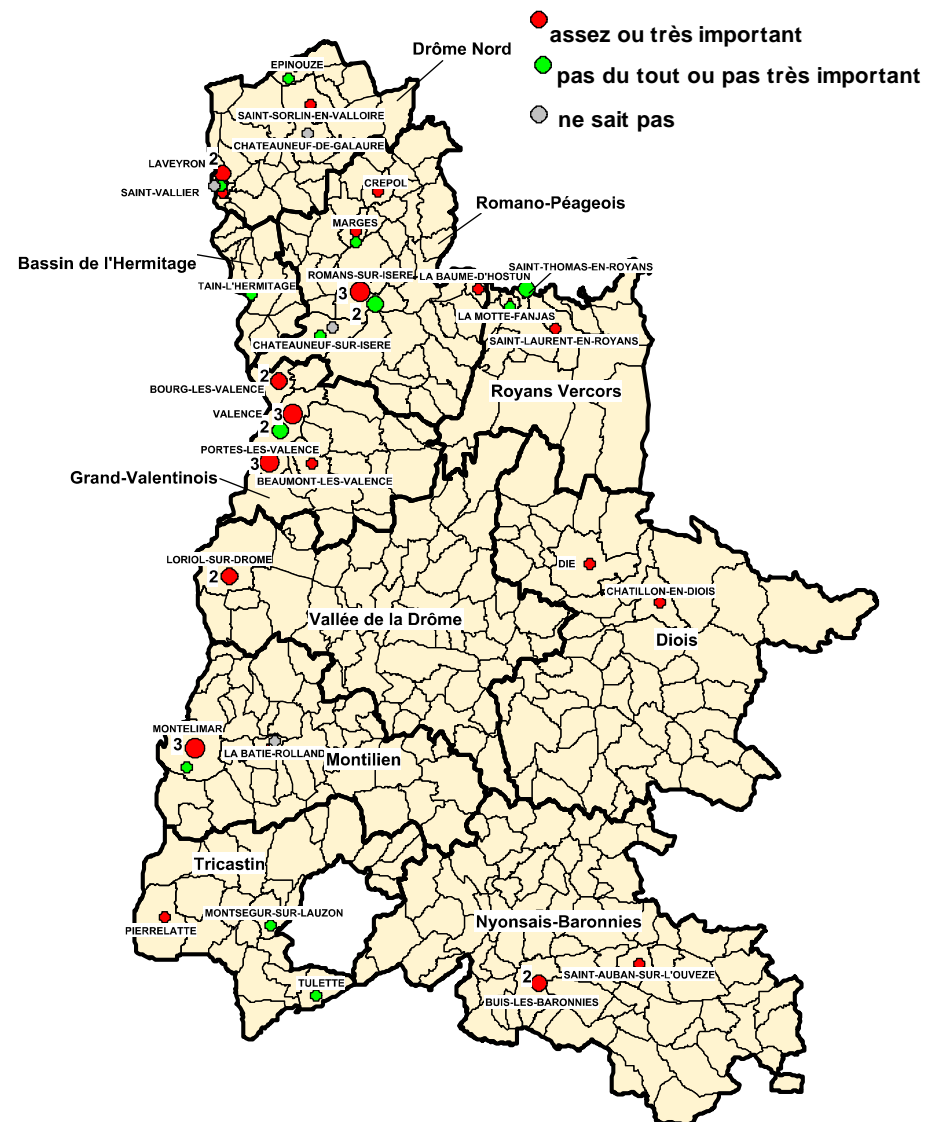 assez ou très important
Drôme Nord
EPINOUZE
pas du tout ou pas très important
SAINT-SORLIN-EN-VALLOIRE
ne sait pas
CHATEAUNEUF-DE-GALAURE
LAVEYRON 2
SAINT-VALLIER
CREPOL
Romano-Péageois
MARGES
Bassin de l'Hermitage
SAINT-THOMAS-EN-ROYANS
ROMANS-SUR-ISERE
LA BAUME-D'HOSTUN
TAIN-L'HERMITAGE
3
2
LA MOTTE-FANJAS
CHATEAUNEUF-SUR-ISERE
SAINT-LAURENT-EN-ROYANS
2
BOURG-LES-VALENCE
Royans Vercors
VALENCE 3
2
PORTES-LES-VALENCE
3
Grand-Valentinois
BEAUMONT-LES-VALENCE
LORIOL-SUR-DROME
2
DIE
CHATILLON-EN-DIOIS
Vallée de la Drôme
Diois
MONTELIMAR
3
LA BATIE-ROLLAND
Montilien
Tricastin
MONTSEGUR-SUR-LAUZON
PIERRELATTE
Nyonsais-Baronnies
SAINT-AUBAN-SUR-L'OUVEZE
2
TULETTE
BUIS-LES-BARONNIES